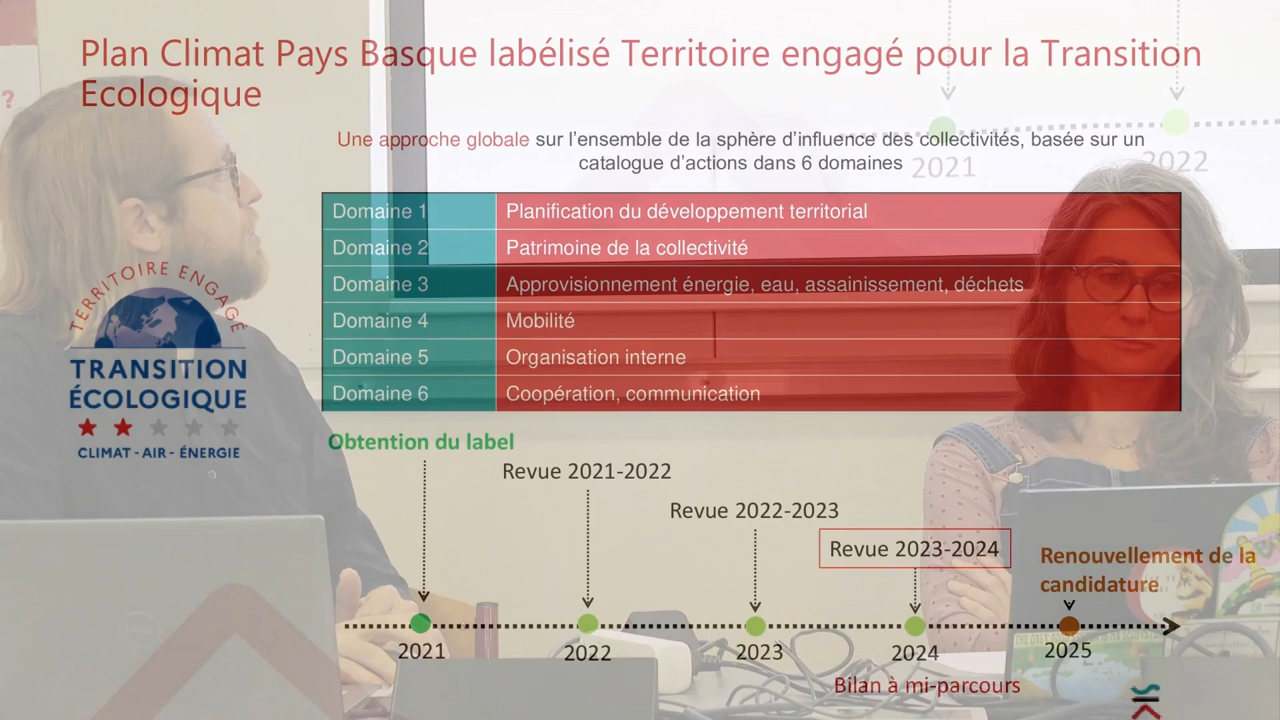 Plan Climat Pays Basque labélisé Territoire engagé pour la Transition
Ecologique
?
Une approche globale sur l'ensemble de la sphère d'influence des collectivités, basée sur un
catalogue d'actions dans 6 domaines
2021
2022
Domaine 1 Planification du développement territorial
Domaine 2 Patrimoine de la collectivité
Domaine 3 Approvisionnement énergie, eau, assainissement, déchets
Domaine 4 Mobilité
Domaine 5 Organisation interne
Domaine 6 Coopération, communication
TERRITOIRE ENGAGÉ
TRANSITION
ÉCOLOGIQUE
CLIMAT - AIR - ÉNERGIE
Obtention du label
Revue 2021-2022
Revue 2022-2023
Revue 2023-2024
Renouvellement de la
candidature
2021
2022
2023
2024
2025
Bilan à mi-parcours